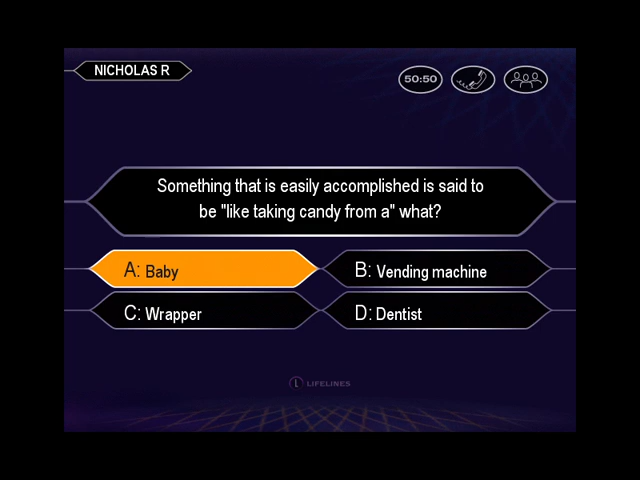 NICHOLAS R
50:50
Something that is easily accomplished is said to
be "like taking candy from a" what?
A: Baby
B: Vending machine
C: Wrapper
D: Dentist
L LIFELINES